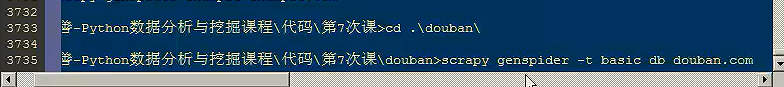 3732
3733 誉-Python数据分析与挖掘课程\代码\第7次课>cd .\douban\
3734
3735 誉-Python数据分析与挖掘课程\代码\第7次课\douban>scrapy genspider -t basic db douban.com